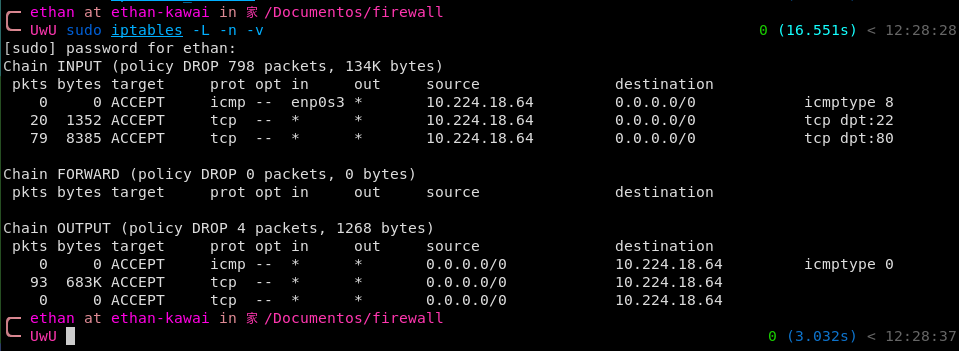 ethan at ethan-kawai in 家 /Documentos/firewall
UwU sudo iptables -L -n -v 0 (16.551s) < 12:28:28
[sudo] password for ethan:
Chain INPUT (policy DROP 798 packets, 134K bytes)
pkts bytes target prot opt in out source destination
0 0 ACCEPT icmp -- enp0s3 * 10.224.18.64 0.0.0.0/0 icmptype 8
20 1352 ACCEPT tcp -- * * 10.224.18.64 0.0.0.0/0 tcp dpt:22
79 8385 ACCEPT tcp -- * * 10.224.18.64 0.0.0.0/0 tcp dpt:80
Chain FORWARD (policy DROP 0 packets, 0 bytes)
pkts bytes target prot opt in out source destination
Chain OUTPUT (policy DROP 4 packets, 1268 bytes)
pkts bytes target prot opt in out source destination
0 0 ACCEPT icmp -- * * 0.0.0.0/0 10.224.18.64 icmptype 0
93 683K ACCEPT tcp -- * * 0.0.0.0/0 10.224.18.64
0 0 ACCEPT tcp -- * * 0.0.0.0/0 10.224.18.64
ethan at ethan-kawai in 家 /Documentos/firewall
UwU 0 (3.032s) < 12:28:37